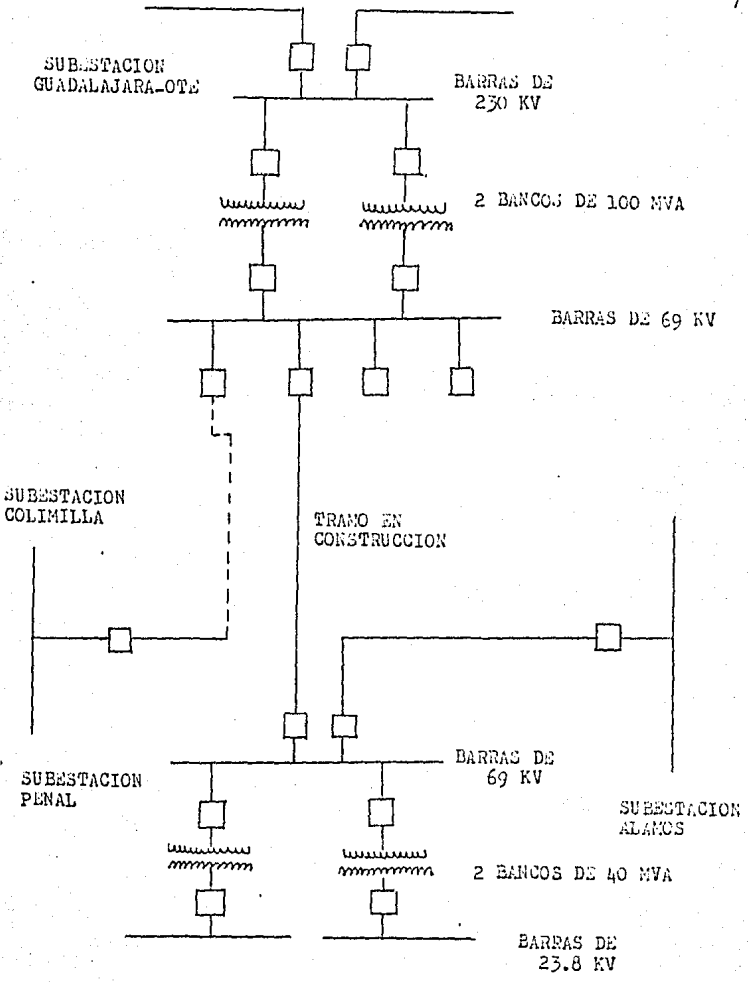 SUBESTACION
GUADALAJARA-OTE
BARRAS DE
230 KV
2 BANCOS DE 100 MVA
BARRAS DE 69 KV
SUBESTACION
COLIMILLA
TRAMO EN
CONSTRUCCION
BARRAS DE
69 KV
SUBESTACION
PENAL
SUBESTACION
ALAMOS
2 BANCOS DE 40 MVA
BARRAS DE
23.8 KV